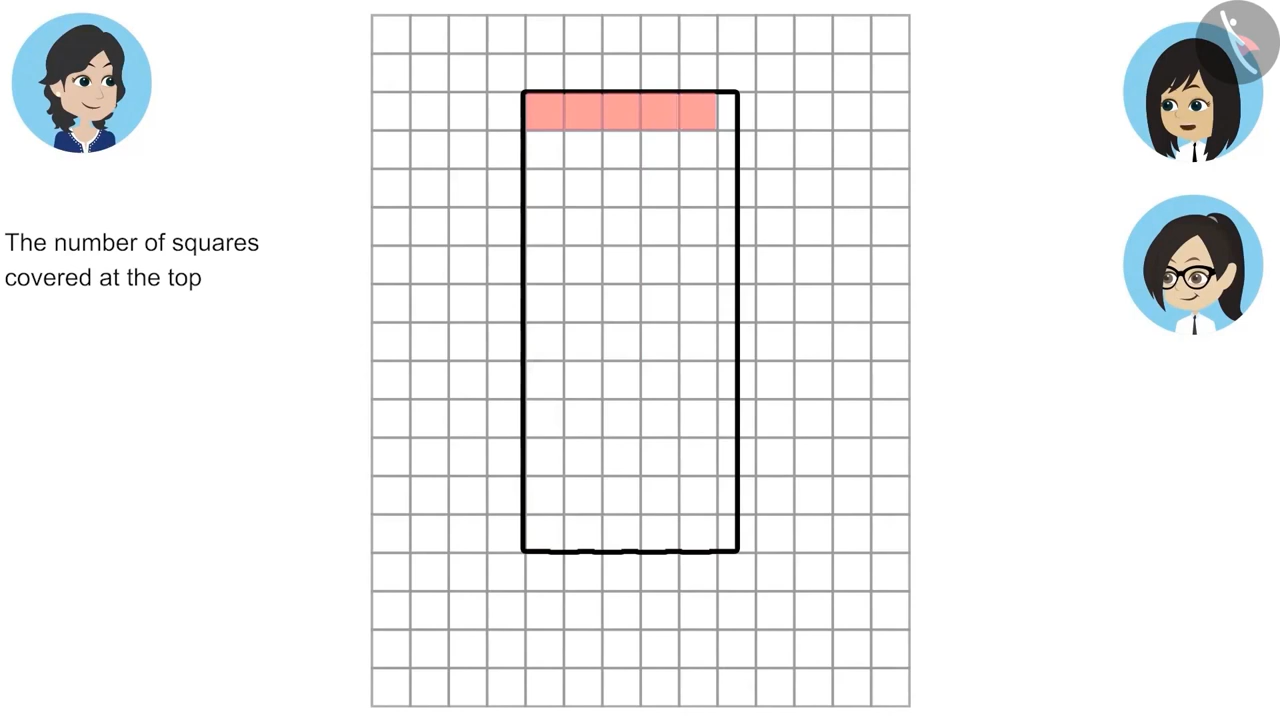 The number of squares
covered at the top